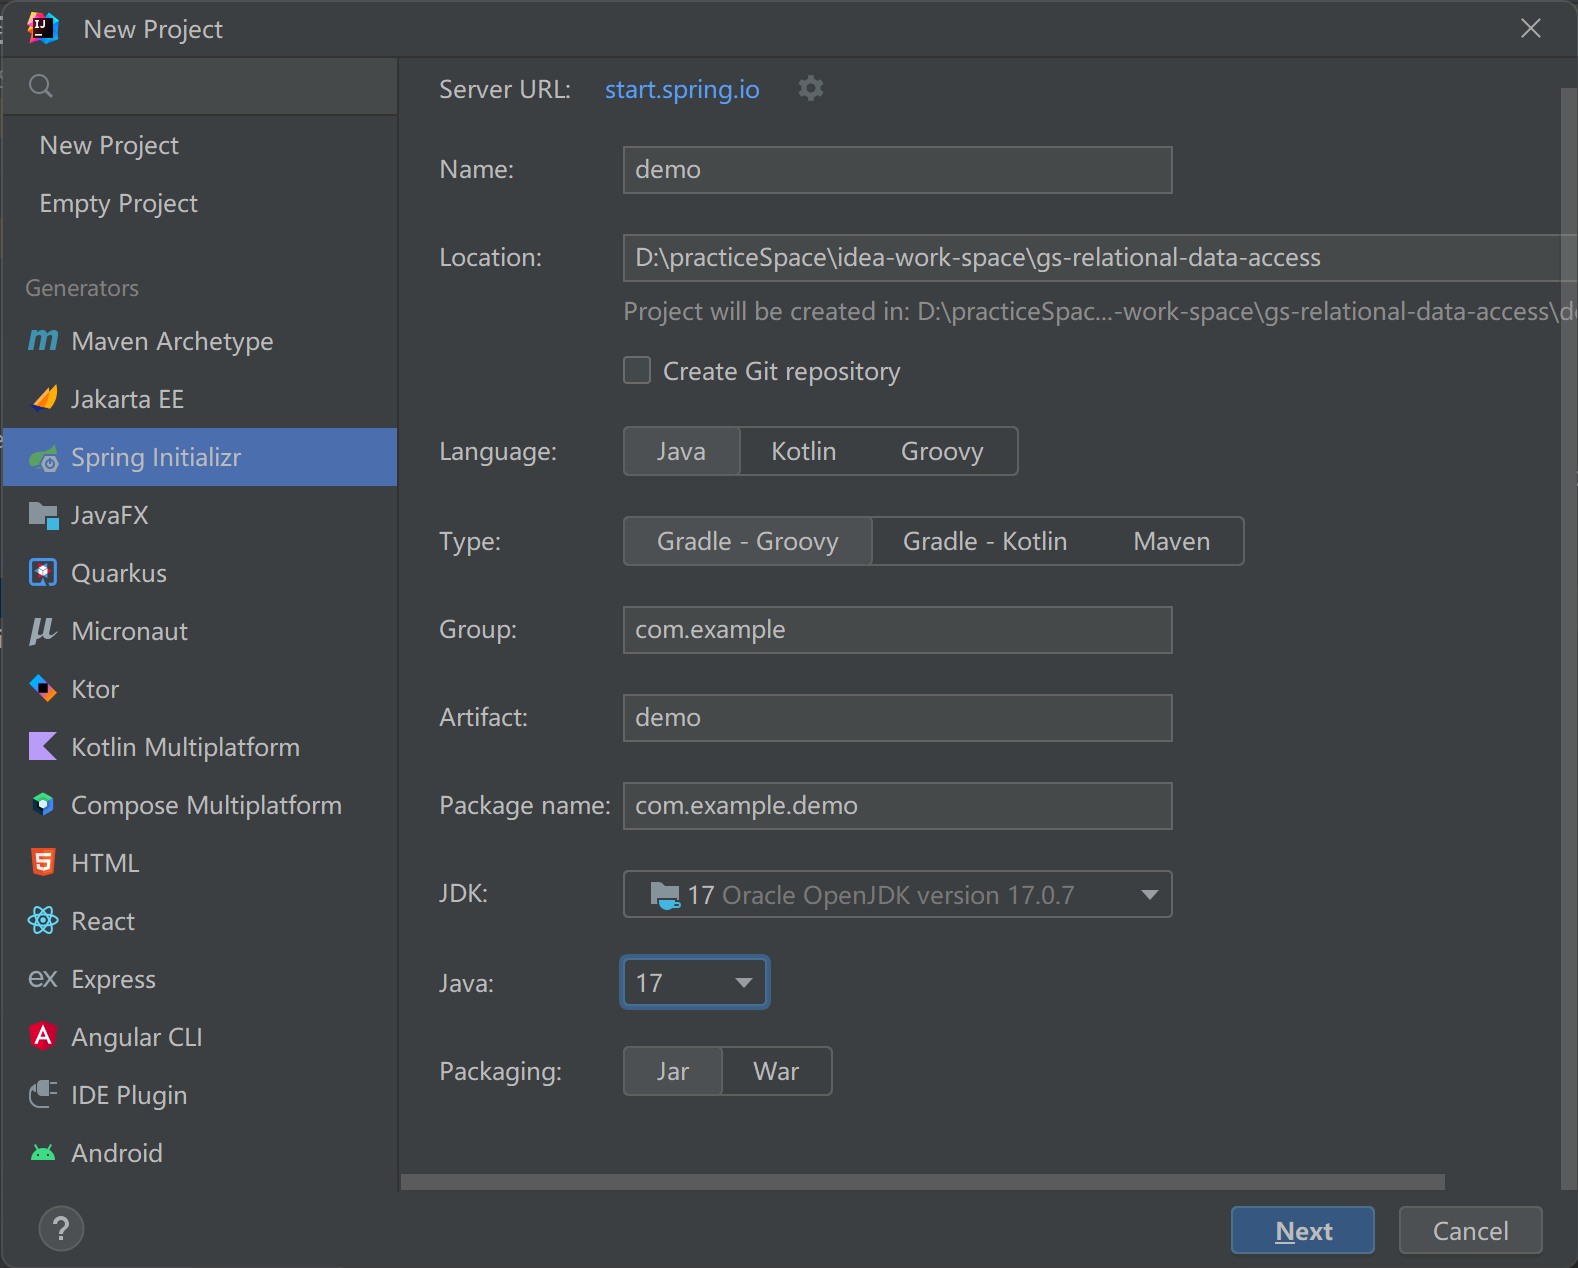 New Project
Server URL: start.spring.io
New Project
Empty Project
Generators
Maven Archetype
Jakarta EE
Spring Initializr
JavaFX
Quarkus
Micronaut
Ktor
Kotlin Multiplatform
Compose Multiplatform
HTML
React
Express
Angular CLI
IDE Plugin
Android
Name: demo
Location: D:\practiceSpace\idea-work-space\gs-relational-data-access
Project will be created in: D:\practiceSpac...-work-space\gs-relational-data-access\de
Create Git repository
Language: Java Kotlin Groovy
Type: Gradle - Groovy Gradle - Kotlin Maven
Group: com.example
Artifact: demo
Package name: com.example.demo
JDK: 17 Oracle OpenJDK version 17.0.7
Java: 17
Packaging: Jar War
? Next Cancel